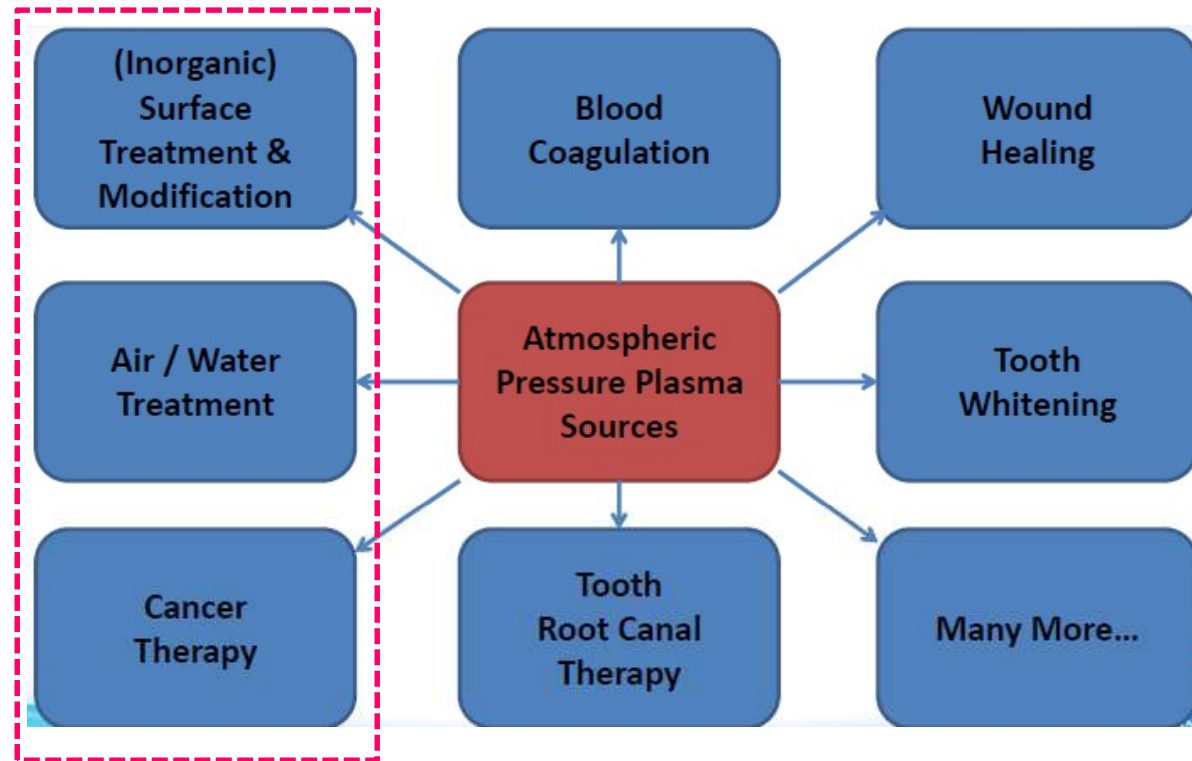 (Inorganic)
Surface
Treatment &
Modification
Blood
Coagulation
Wound
Healing
Air / Water
Treatment
Atmospheric
Pressure Plasma
Sources
Tooth
Whitening
Cancer
Therapy
Tooth
Root Canal
Therapy
Many More...